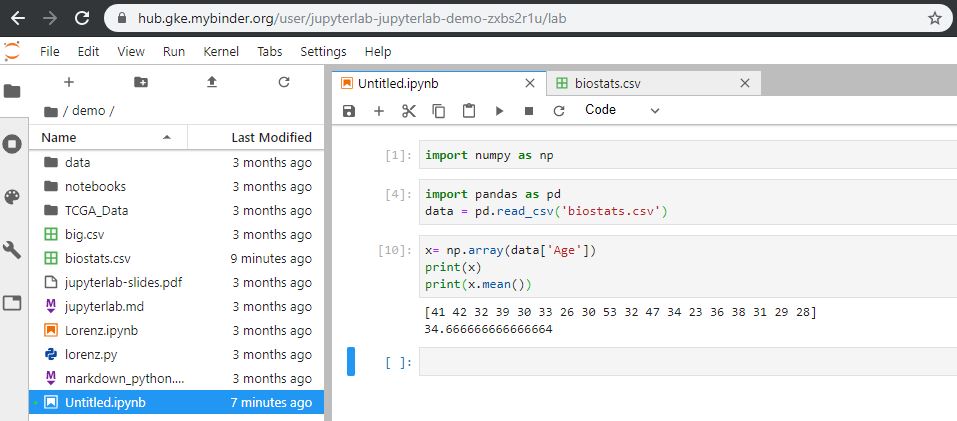 hub.gke.mybinder.org/user/jupyterlab-jupyterlab-demo-zxbs2r1u/lab
File Edit View Run Kernel Tabs Settings Help
/ demo /
Name Last Modified
data 3 months ago
notebooks 3 months ago
TCGA_Data 3 months ago
big.csv 3 months ago
biostats.csv 9 minutes ago
jupyterlab-slides.pdf 3 months ago
M jupyterlab.md 3 months ago
Lorenz.ipynb 3 months ago
lorenz.py 3 months ago
M markdown_python.... 3 months ago
Untitled.ipynb 7 minutes ago
Untitled.ipynb biostats.csv
Code
[1]: import numpy as np
[4]: import pandas as pd
data = pd.read_csv('biostats.csv')
[10]: x= np.array(data['Age'])
print(x)
print(x.mean())
[41 42 32 39 30 33 26 30 53 32 47 34 23 36 38 31 29 28]
34.666666666666664
[ ]: